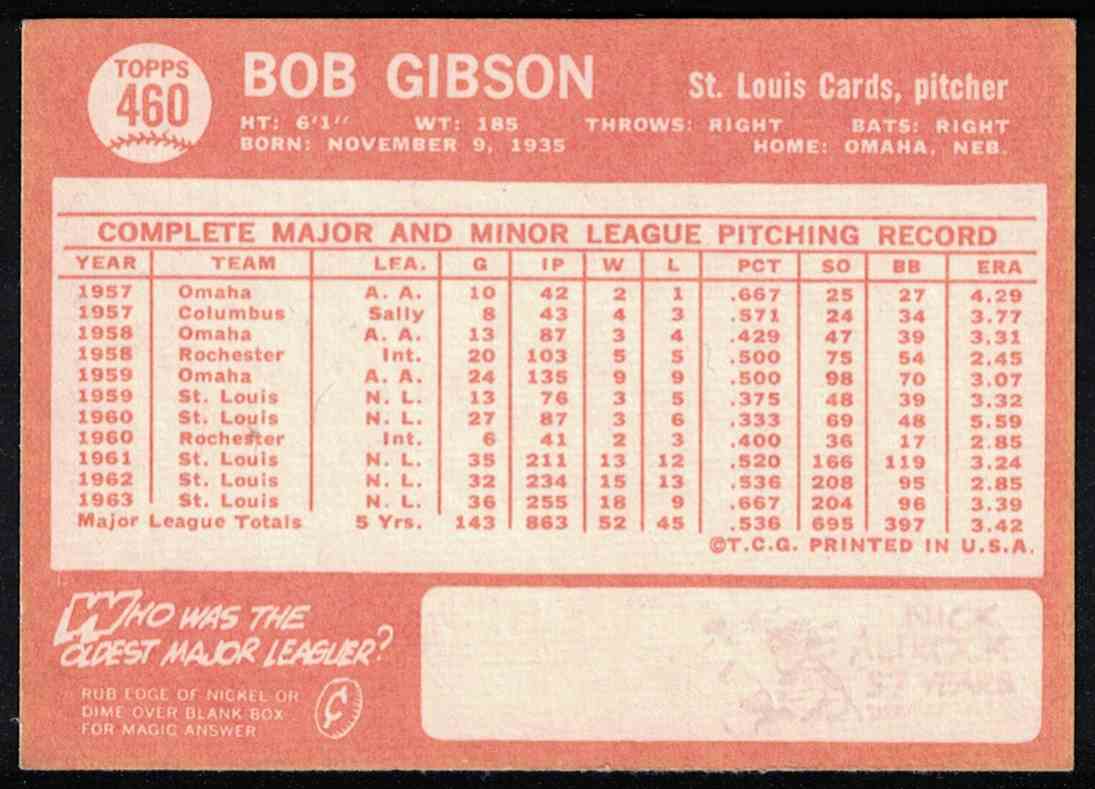 TOPPS
460
BOB GIBSON
St. Louis Cards, pitcher
HT: 6'1" WT: 185 THROWS: RIGHT BATS: RIGHT
BORN: NOVEMBER 9, 1935 HOME: OMAHA, NEB.
COMPLETE MAJOR AND MINOR LEAGUE PITCHING RECORD
YEAR TEAM LEA. G IP W L PCT SO BB ERA
1957 Omaha A. A. 10 42 2 1 .667 25 27 4.29
1957 Columbus Sally 8 43 4 3 .571 24 34 3.77
1958 Omaha A. A. 13 87 3 4 .429 47 39 3.31
1958 Rochester Int. 20 103 5 5 .500 75 54 2.45
1959 Omaha A. A. 24 135 9 9 .500 98 70 3.07
1959 St. Louis N. L. 13 76 3 5 .375 48 39 3.32
1960 St. Louis N. L. 27 87 3 6 .333 69 48 5.59
1960 Rochester Int. 6 41 2 3 .400 36 17 2.85
1961 St. Louis N. L. 35 211 13 12 .520 166 119 3.24
1962 St. Louis N. L. 32 234 15 13 .536 208 95 2.85
1963 St. Louis N. L. 36 255 18 9 .667 204 96 3.39
Major League Totals 5 Yrs. 143 863 52 45 .536 695 397 3.42
©T.C.G. PRINTED IN U.S.A.
WHO WAS THE
OLDEST MAJOR LEAGUER?
RUB EDGE OF NICKEL OR
DIME OVER BLANK BOX
FOR MAGIC ANSWER
¢
NICK
57 YEARS